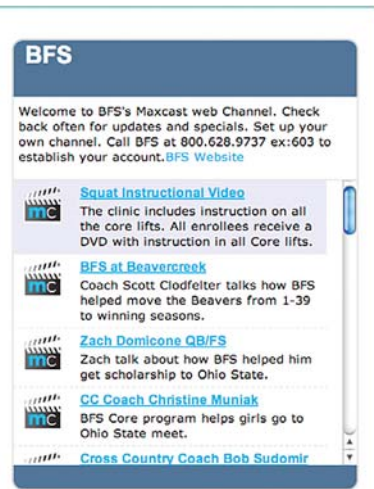 BFS
Welcome to BFS's Maxcast web Channel. Check
back often for updates and specials. Set up your
own channel. Call BFS at 800.628.9737 ex:603 to
establish your account.BFS Website
mc
Squat Instructional Video
The clinic includes instruction on all
the core lifts. All enrollees receive a
DVD with instruction in all Core lifts.
mc
BFS at Beavercreek
Coach Scott Clodfelter talks how BFS
helped move the Beavers from 1-39
to winning seasons.
mc
Zach Domicone QB/FS
Zach talk about how BFS helped him
get scholarship to Ohio State.
mc
CC Coach Christine Muniak
BFS Core program helps girls go to
Ohio State meet.
Cross Country Coach Bob Sudomir